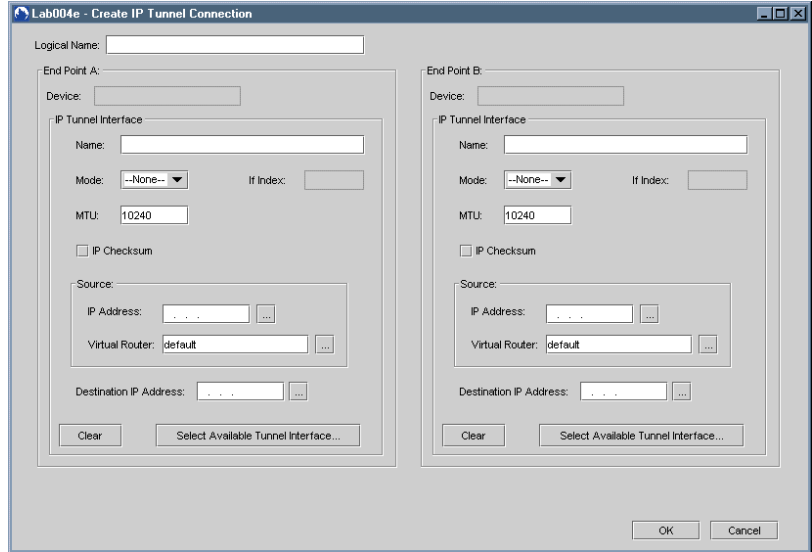 Lab004e - Create IP Tunnel Connection
Logical Name:
End Point A:
Device:
IP Tunnel Interface
Name:
Mode: --None-- If Index:
MTU: 10240
IP Checksum
Source:
IP Address: . . . ...
Virtual Router: default ...
Destination IP Address: . . . ...
Clear Select Available Tunnel Interface...
End Point B:
Device:
IP Tunnel Interface
Name:
Mode: --None-- If Index:
MTU: 10240
IP Checksum
Source:
IP Address: . . . ...
Virtual Router: default ...
Destination IP Address: . . . ...
Clear Select Available Tunnel Interface...
OK Cancel